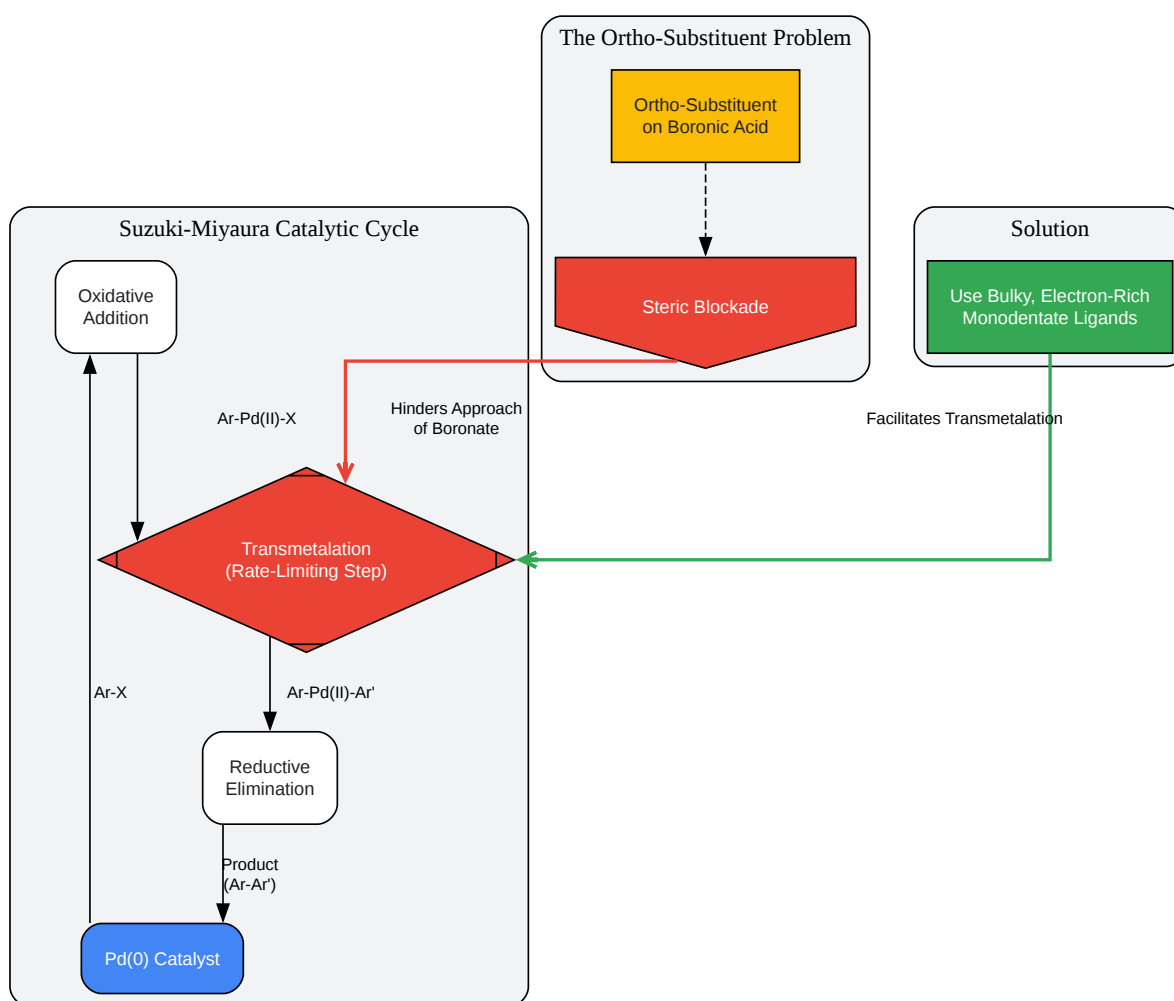 The Ortho-Substituent Problem
Ortho-Substituent
on Boronic Acid
Steric Blockade
Suzuki-Miyaura Catalytic Cycle
Oxidative
Addition
Ar-Pd(II)-X
Hinders Approach
of Boronate
Transmetalation
(Rate-Limiting Step)
Ar-X
Ar-Pd(II)-Ar'
Reductive
Elimination
Product
(Ar-Ar')
Pd(0) Catalyst
Solution
Use Bulky, Electron-Rich
Monodentate Ligands
Facilitates Transmetalation